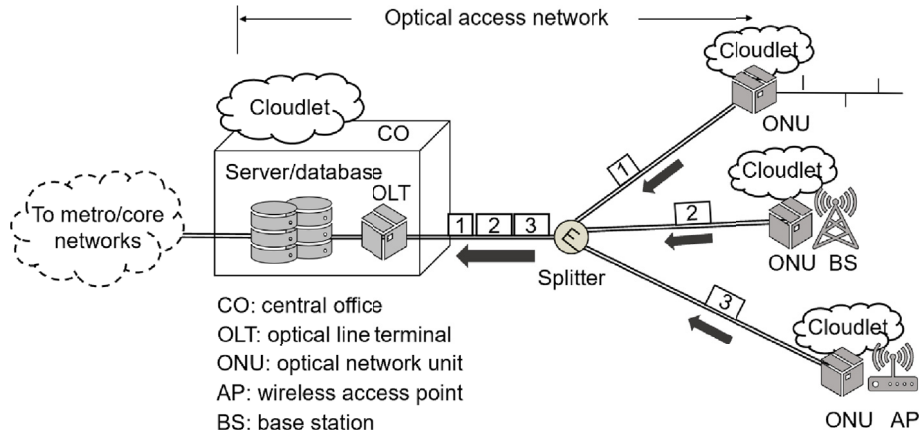 Optical access network
Cloudlet
ONU
Cloudlet
CO
Server/database
OLT
To metro/core
networks
1
2
3
E
Splitter
1
2
Cloudlet
ONU BS
3
Cloudlet
ONU AP
CO: central office
OLT: optical line terminal
ONU: optical network unit
AP: wireless access point
BS: base station